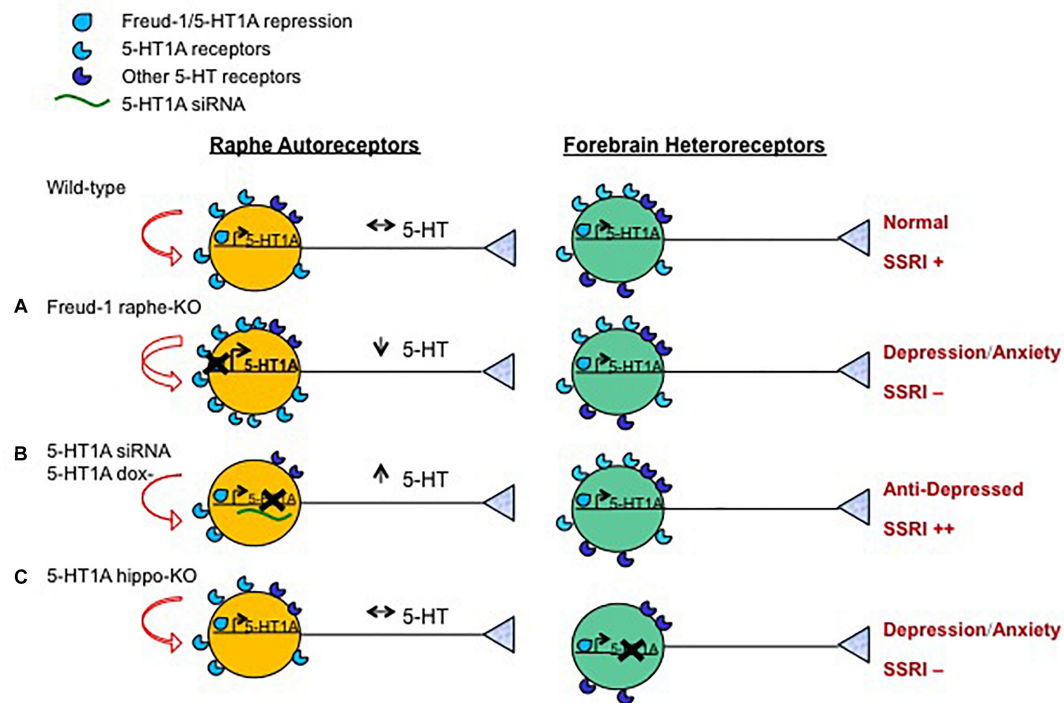 Freud-1/5-HT1A repression
5-HT1A receptors
Other 5-HT receptors
5-HT1A siRNA
Raphe Autoreceptors
Forebrain Heteroreceptors
Wild-type
5-HT1A
5-HT
5-HT1A
Normal
SSRI +
A
Freud-1 raphe-KO
5-HT1A
5-HT
5-HT1A
Depression/Anxiety
SSRI –
B
5-HT1A siRNA
5-HT1A dox-
5-HT
5-HT1A
Anti-Depressed
SSRI ++
C
5-HT1A hippo-KO
5-HT1A
5-HT
Depression/Anxiety
SSRI –